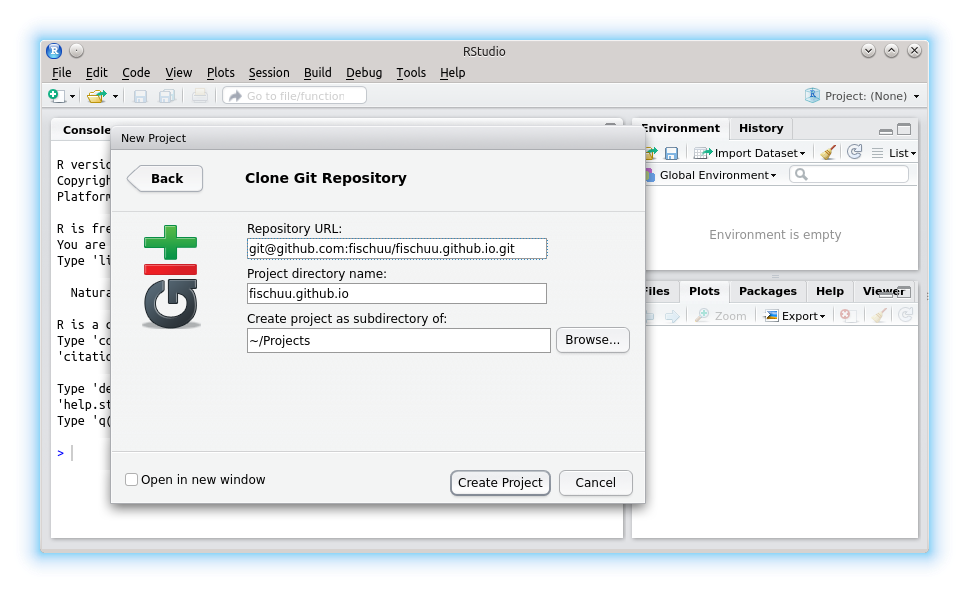 RStudio
File Edit Code View Plots Session Build Debug Tools Help
Go to file/function
Project: (None)
Console
Environment History
Import Dataset
List
Global Environment
Environment is empty
Files Plots Packages Help Viewer
Zoom Export
R versi
Copyrigh
Platform
R is fre
You are
Type 'li
Natura
R is a c
Type 'co
'citatio
Type 'de
'help.st
Type 'q(
>
New Project
Back
Clone Git Repository
Repository URL:
git@github.com:fischuu/fischuu.github.io.git
Project directory name:
fischuu.github.io
Create project as subdirectory of:
~/Projects
Browse...
Open in new window
Create Project
Cancel